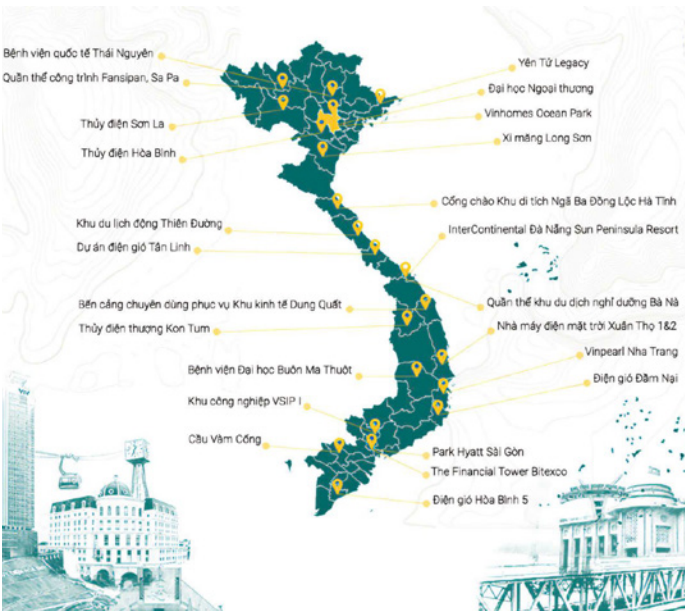 Bệnh viện quốc tế Thái Nguyên
Quần thể công trình Fansipan, Sa Pa
Thủy điện Sơn La
Thủy điện Hòa Bình
Yên Tử Legacy
Đại học Ngoại thương
Vinhomes Ocean Park
Xi măng Long Sơn
Cổng chào Khu di tích Ngã Ba Đồng Lộc Hà Tĩnh
Khu du lịch động Thiên Đường
InterContinental Đà Nẵng Sun Peninsula Resort
Dự án điện gió Tân Linh
Bến cảng chuyên dùng phục vụ Khu kinh tế Dung Quất
Quần thể khu du dịch nghỉ dưỡng Bà Nà
Thủy điện thượng Kon Tum
Nhà máy điện mặt trời Xuân Thọ 1&2
Vinpearl Nha Trang
Bệnh viện Đại học Buôn Ma Thuột
Điện gió Đầm Nại
Khu công nghiệp VSIP I
Cầu Vàm Cống
Park Hyatt Sài Gòn
The Financial Tower Bitexco
Điện gió Hòa Bình 5